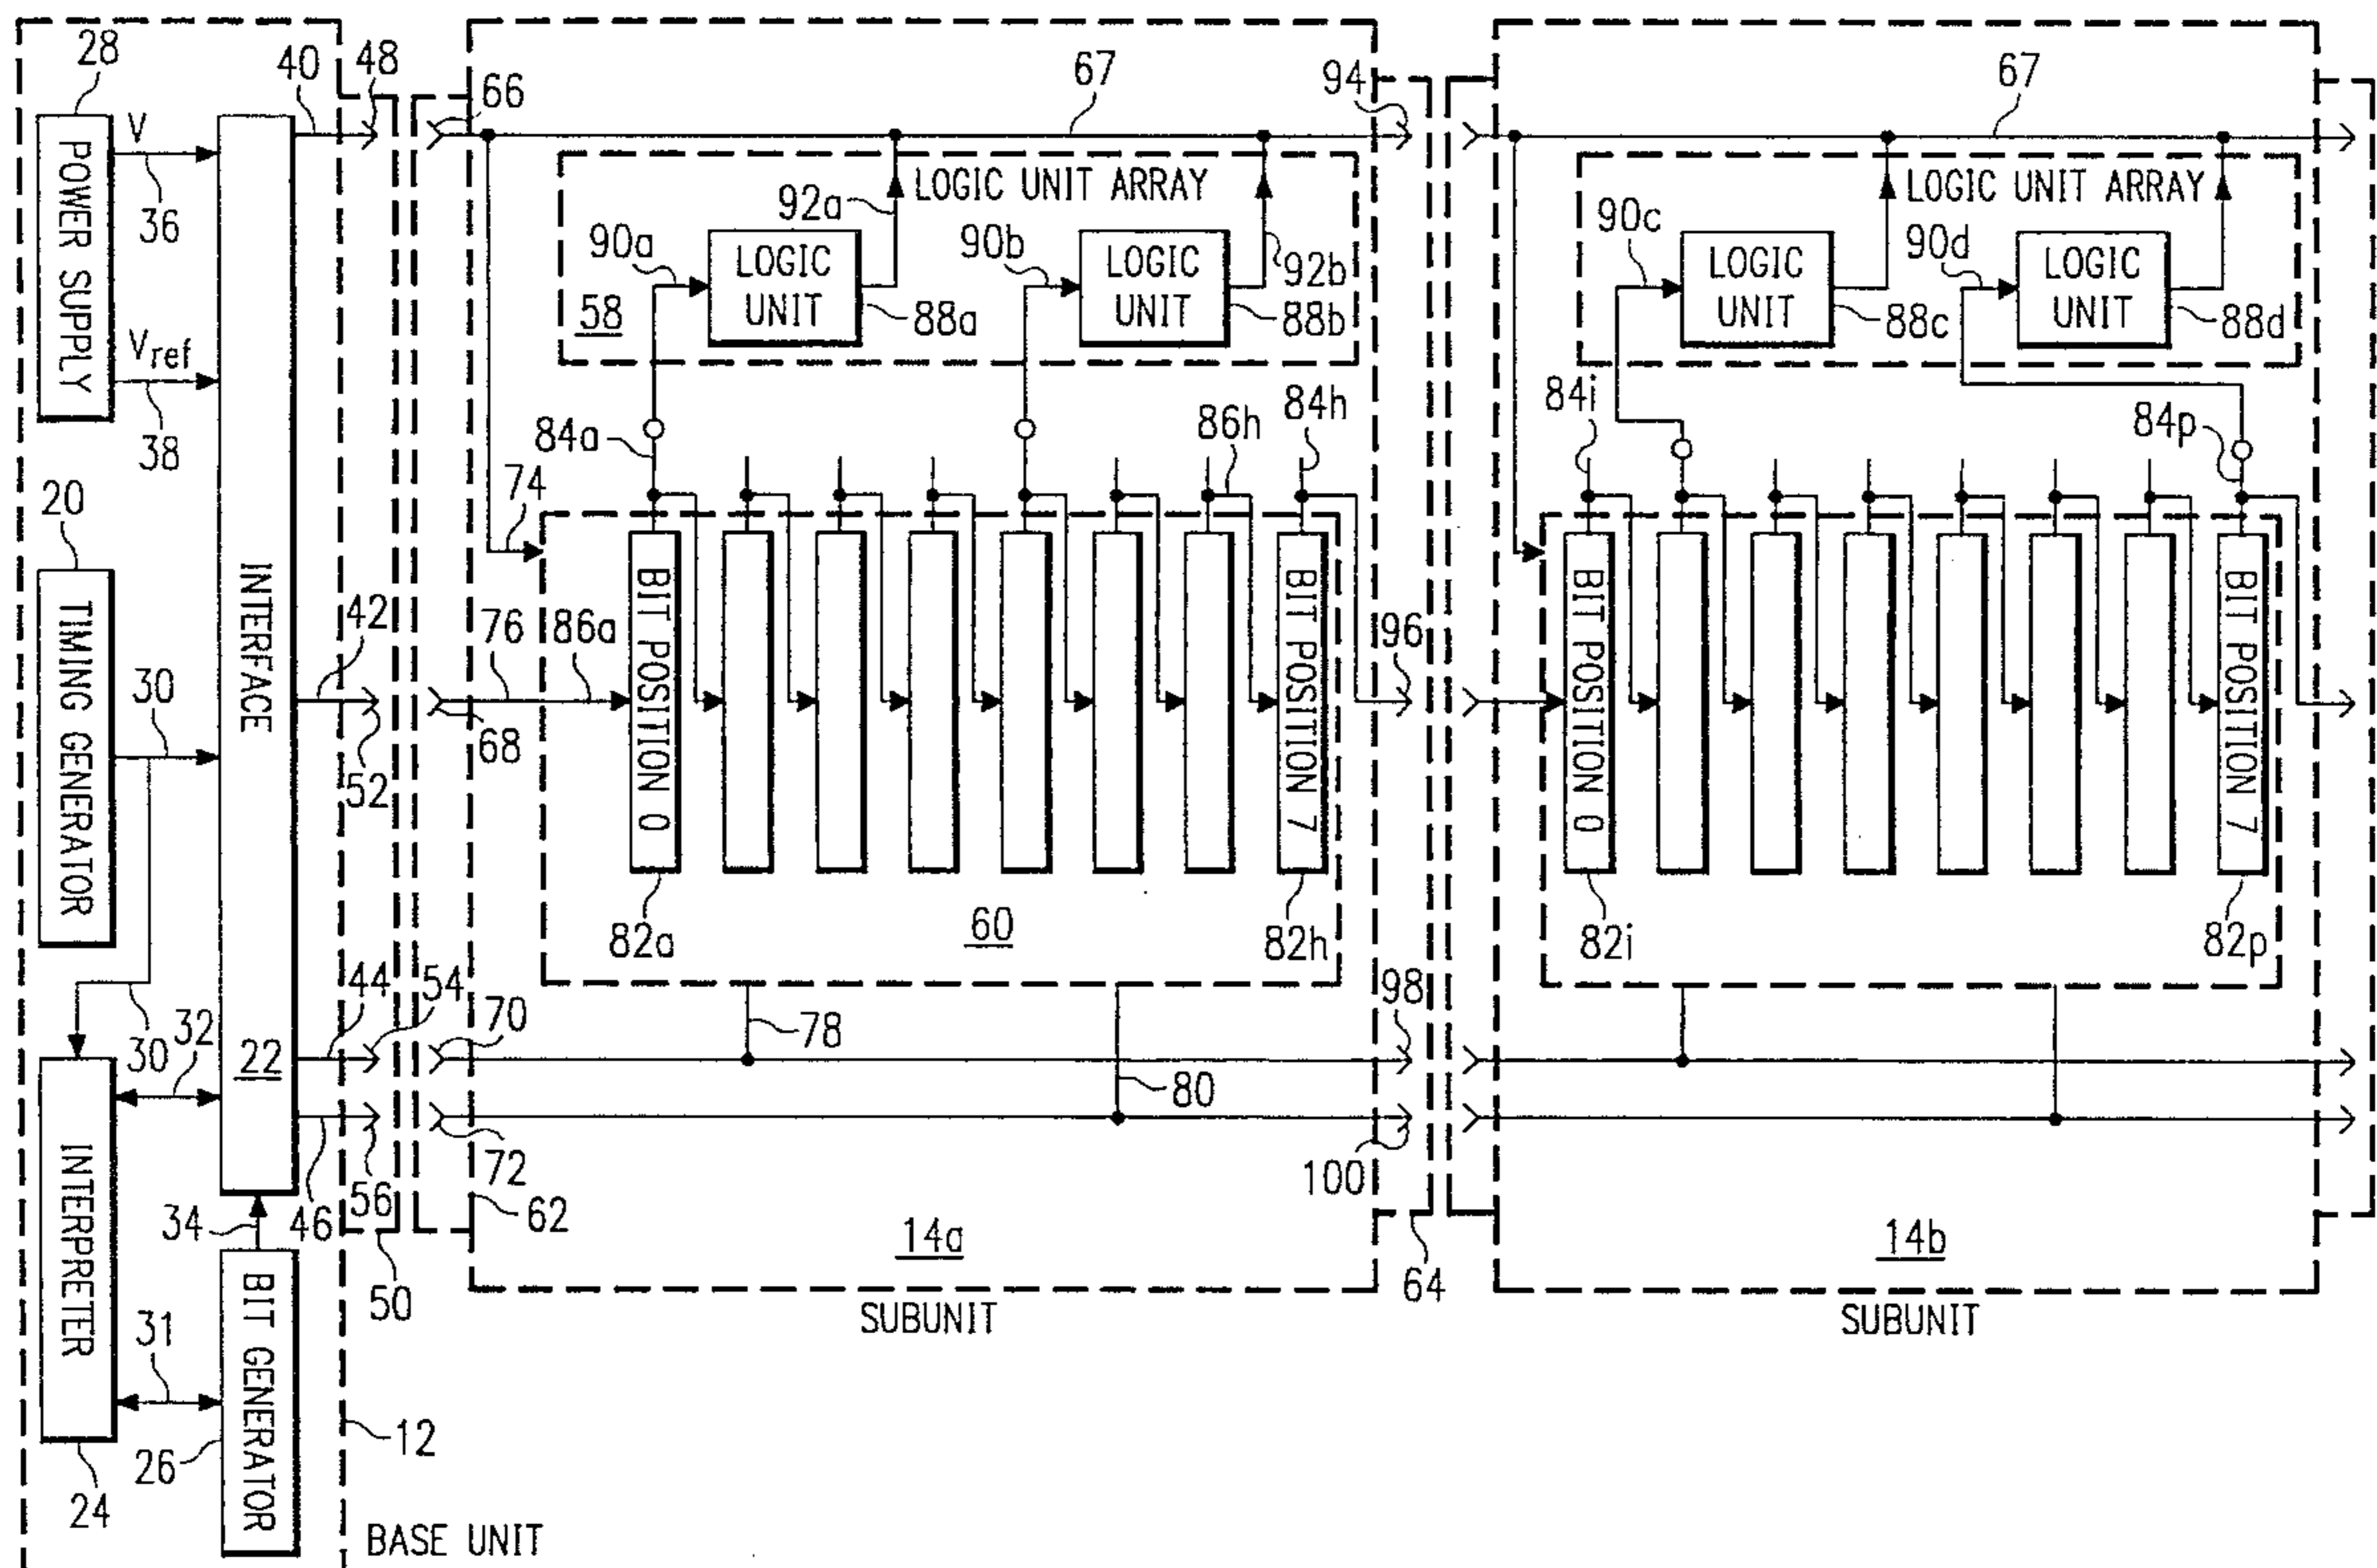 28
V
36
POWER SUPPLY
Vref
38
20
TIMING GENERATOR
30
30
32
INTERPRETER
24
31
26
BIT GENERATOR
34
INTERFACE
22
40
48
42
52
44
54
46
56
50
12
BASE UNIT
66
67
94
LOGIC UNIT ARRAY
92a
90a
LOGIC UNIT
88a
58
90b
LOGIC UNIT
92b
88b
84a
86h
84h
74
76
86a
68
BIT POSITION 0
BIT POSITION 7
82a
60
82h
96
70
78
98
72
80
100
62
14a
64
SUBUNIT
67
LOGIC UNIT ARRAY
90c
LOGIC UNIT
88c
90d
LOGIC UNIT
88d
84i
84p
BIT POSITION 0
BIT POSITION 7
82i
82p
14b
SUBUNIT